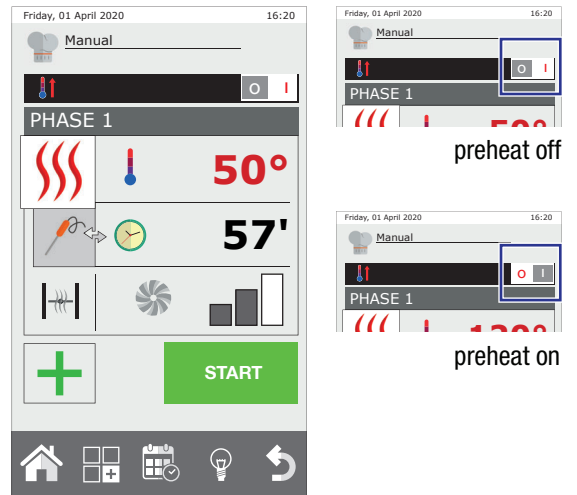 Friday, 01 April 2020 16:20
Manual
O I
PHASE 1
50°
57'
START
Friday, 01 April 2020 16:20
Manual
O I
PHASE 1
50°
preheat off
Friday, 01 April 2020 16:20
Manual
O I
PHASE 1
preheat on